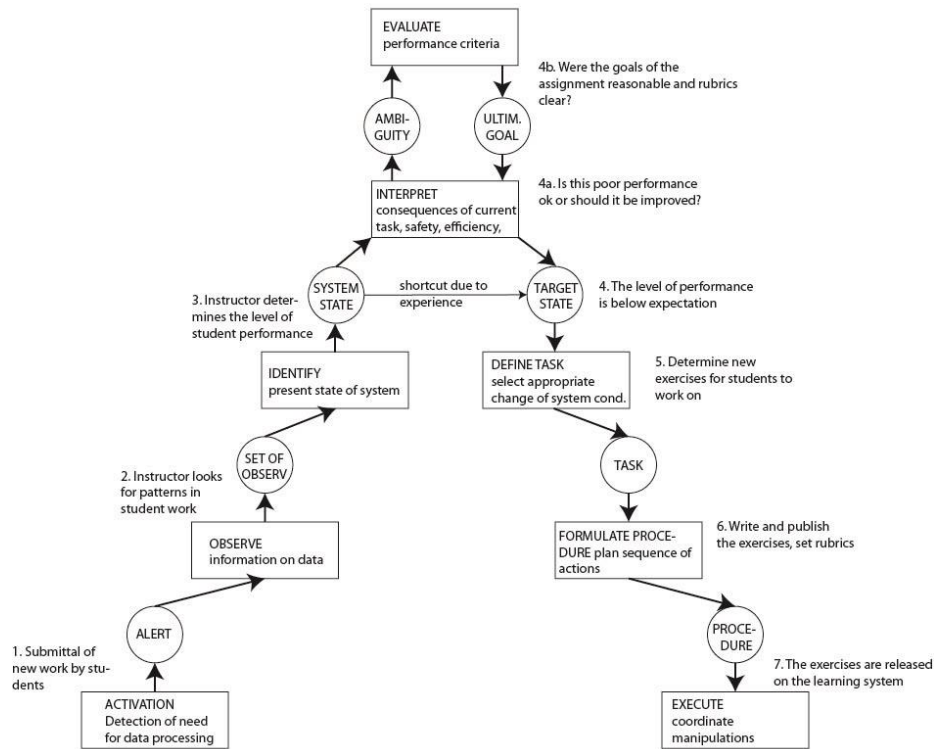 EVALUATE
performance criteria
4b. Were the goals of the
assignment reasonable and rubrics
clear?
AMBI-
GUITY
ULTIM.
GOAL
4a. Is this poor performance
ok or should it be improved?
INTERPRET
consequences of current
task, safety, efficiency,
3. Instructor deter-
mines the level of
student performance
SYSTEM
STATE
shortcut due to
experience
TARGET
STATE
4. The level of performance
is below expectation
IDENTIFY
present state of system
DEFINE TASK
select appropriate
change of system cond.
5. Determine new
exercises for students to
work on
2. Instructor looks
for patterns in
student work
SET OF
OBSERV
TASK
OBSERVE
information on data
FORMULATE PROCE-
DURE plan sequence of
actions
6. Write and publish
the exercises, set rubrics
1. Submittal of
new work by stu-
dents
ALERT
PROCE-
DURE
7. The exercises are released
on the learning system
ACTIVATION
Detection of need
for data processing
EXECUTE
coordinate
manipulations